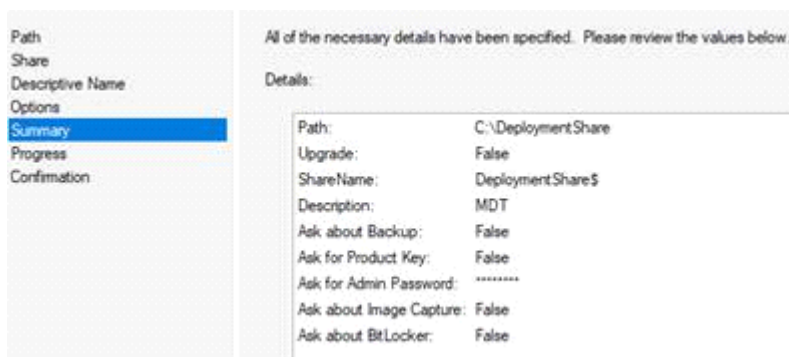 Path
Share
Descriptive Name
Options
Summary
Progress
Confirmation
All of the necessary details have been specified. Please review the values below.
Details:
Path: C:\DeploymentShare
Upgrade: False
ShareName: DeploymentShare$
Description: MDT
Ask about Backup: False
Ask for Product Key: False
Ask for Admin Password: ********
Ask about Image Capture: False
Ask about BitLocker: False